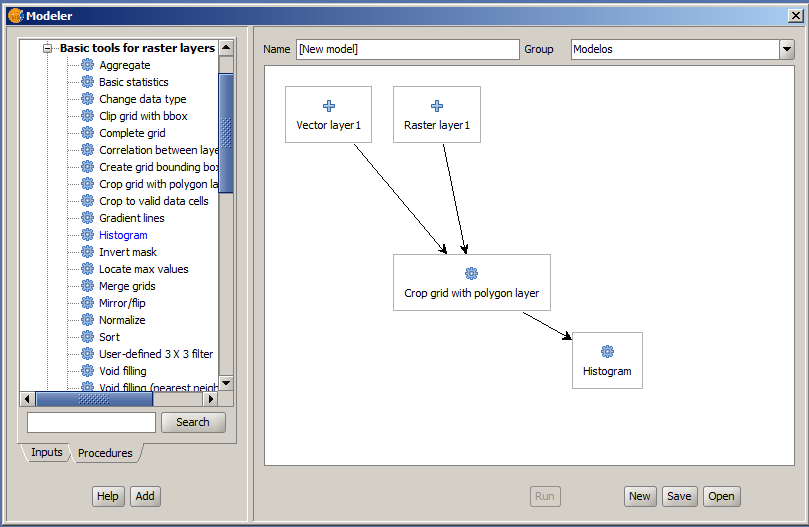 Modeler
Basic tools for raster layers
Aggregate
Basic statistics
Change data type
Clip grid with bbox
Complete grid
Correlation between laye
Create grid bounding box
Crop grid with polygon la
Crop to valid data cells
Gradient lines
Histogram
Invert mask
Locate max values
Merge grids
Mirror/flip
Normalize
Sort
User-defined 3 X 3 filter
Void filling
Void filling (nearest neigh
Search
Inputs Procedures
Help Add
Name [New model] Group Modelos
Vector layer1 Raster layer1
Crop grid with polygon layer
Histogram
Run New Save Open